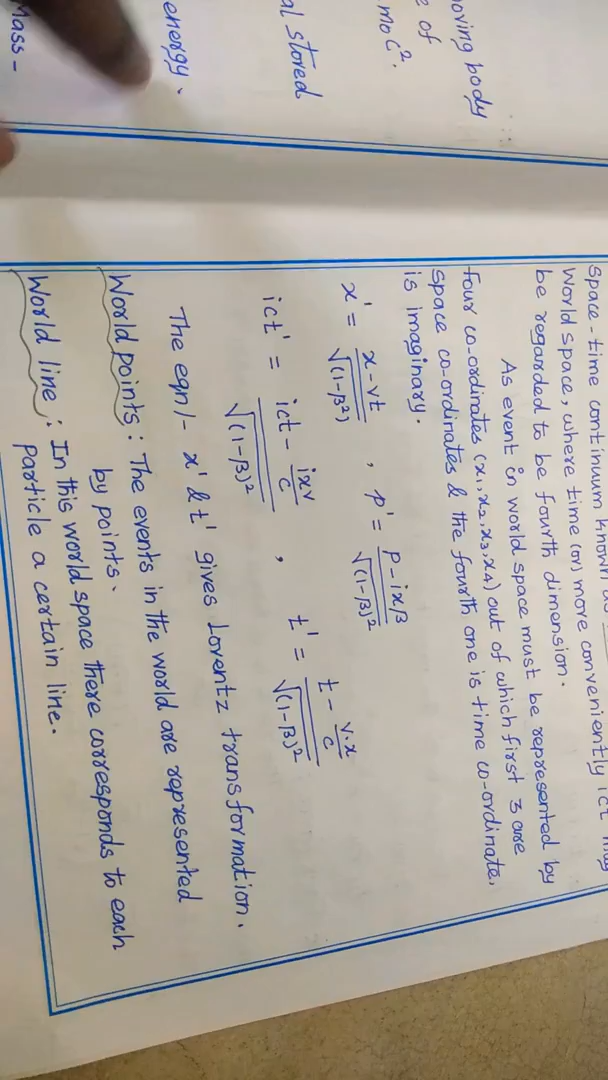 moving body
e of
m₀c².
al stored
energy.
Mass-
Space-time continuum known
World space, where time (or) more conveniently ict may
be regarded to be fourth dimension.
As event in world space must be represented by
four co-ordinates (x₁,x₂,x₃,x₄) out of which first 3 are
space co-ordinates & the fourth one is time co-ordinate,
is imaginary.
x' = x-vt / √(1-β²) , p' = p-ixβ / √(1-β)²
ict' = ict - ixv/c / √(1-β)² , t' = t - v.x/c / √(1-β)²
The eqn/- x' & t' gives Loventz transformation.
World points: The events in the world are represented
by points.
World line: In this world space there corresponds to each
particle a certain line.